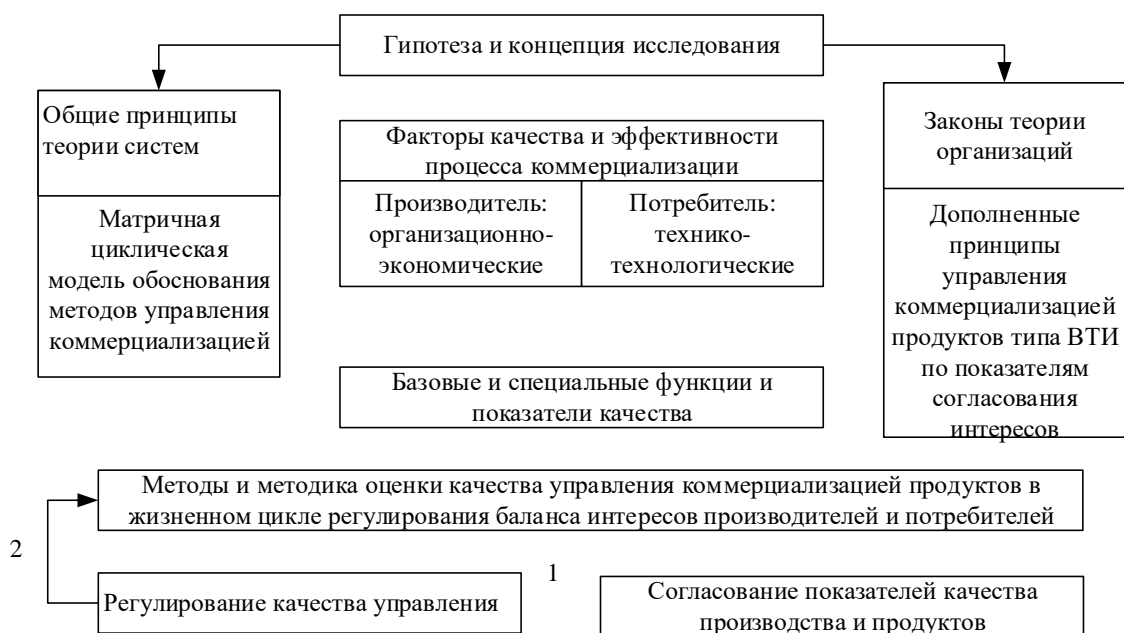 Гипотеза и концепция исследования
Общие принципы
теории систем
Матричная
циклическая
модель обоснования
методов управления
коммерциализацией
Факторы качества и эффективности
процесса коммерциализации
Производитель:
организационно-
экономические
Потребитель:
технико-
технологические
Базовые и специальные функции и
показатели качества
Законы теории
организаций
Дополненные
принципы
управления
коммерциализацией
продуктов типа ВТИ
по показателям
согласования
интересов
Методы и методика оценки качества управления коммерциализацией продуктов в
жизненном цикле регулирования баланса интересов производителей и потребителей
2
Регулирование качества управления
1
Согласование показателей качества
производства и продуктов